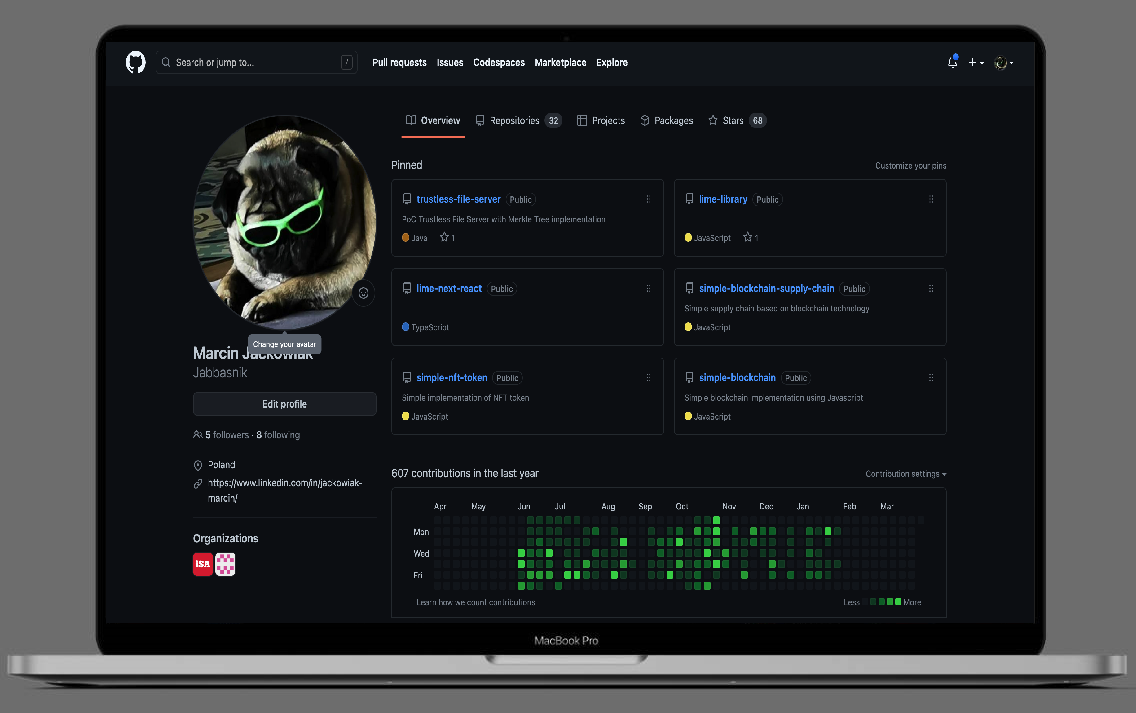 Search or jump to...
/
Pull requests
Issues
Codespaces
Marketplace
Explore
Overview
Repositories 32
Projects
Packages
Stars 68
Change your avatar
Marcin Jackowiak
Jabbasnik
Edit profile
5 followers · 8 following
Poland
https://www.linkedin.com/in/jackowiak-
marcin/
Organizations
ISA
Pinned
Customize your pins
trustless-file-server Public
PoC Trustless File Server with Merkle Tree implementation
Java 1
lime-library Public
JavaScript 1
lime-next-react Public
TypeScript
simple-blockchain-supply-chain Public
Simple supply chain based on blockchain technology
JavaScript
simple-nft-token Public
Simple implementation of NFT token
JavaScript
simple-blockchain Public
Simple blockchain implementation using Javascript
JavaScript
607 contributions in the last year
Contribution settings
Apr May Jun Jul Aug Sep Oct Nov Dec Jan Feb Mar
Mon
Wed
Fri
Learn how we count contributions
Less More
MacBook Pro